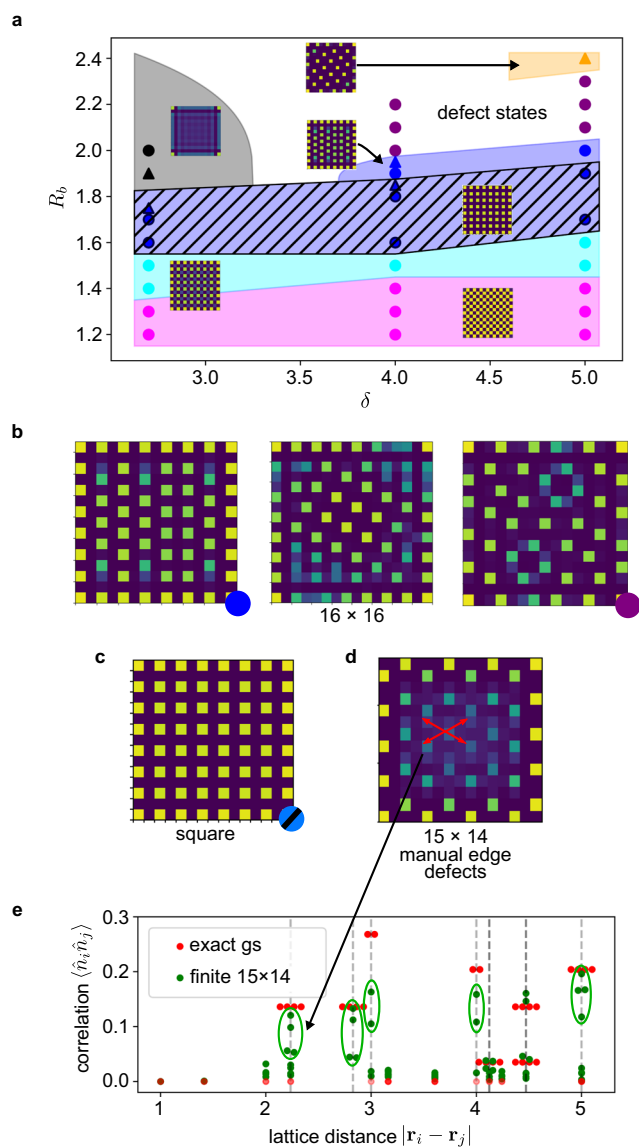 a
2.4
2.2
2.0
1.8
1.6
1.4
1.2
R_b
defect states
3.0 3.5 4.0 4.5 5.0
δ
b
16 × 16
c
d
square
15 × 14
manual edge
defects
e
0.3
0.2
0.1
0.0
correlation ⟨n̂_i n̂_j⟩
exact gs
finite 15×14
1 2 3 4 5
lattice distance |r_i − r_j|